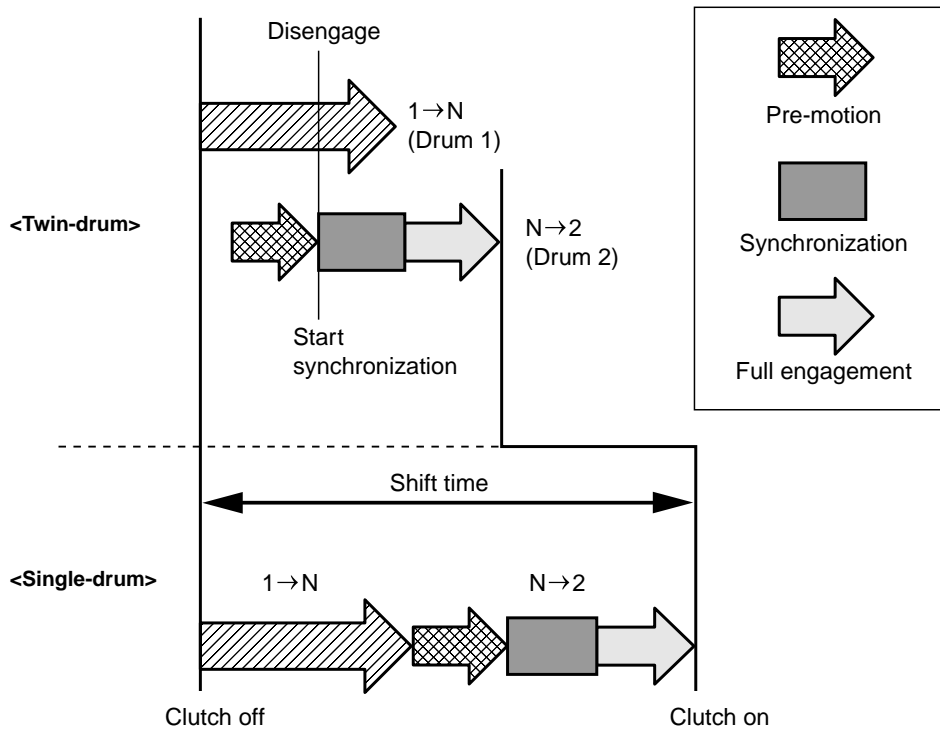 Disengage
1→N
(Drum 1)
<Twin-drum>
N→2
(Drum 2)
Start
synchronization
Pre-motion
Synchronization
Full engagement
Shift time
<Single-drum>
1→N
N→2
Clutch off
Clutch on